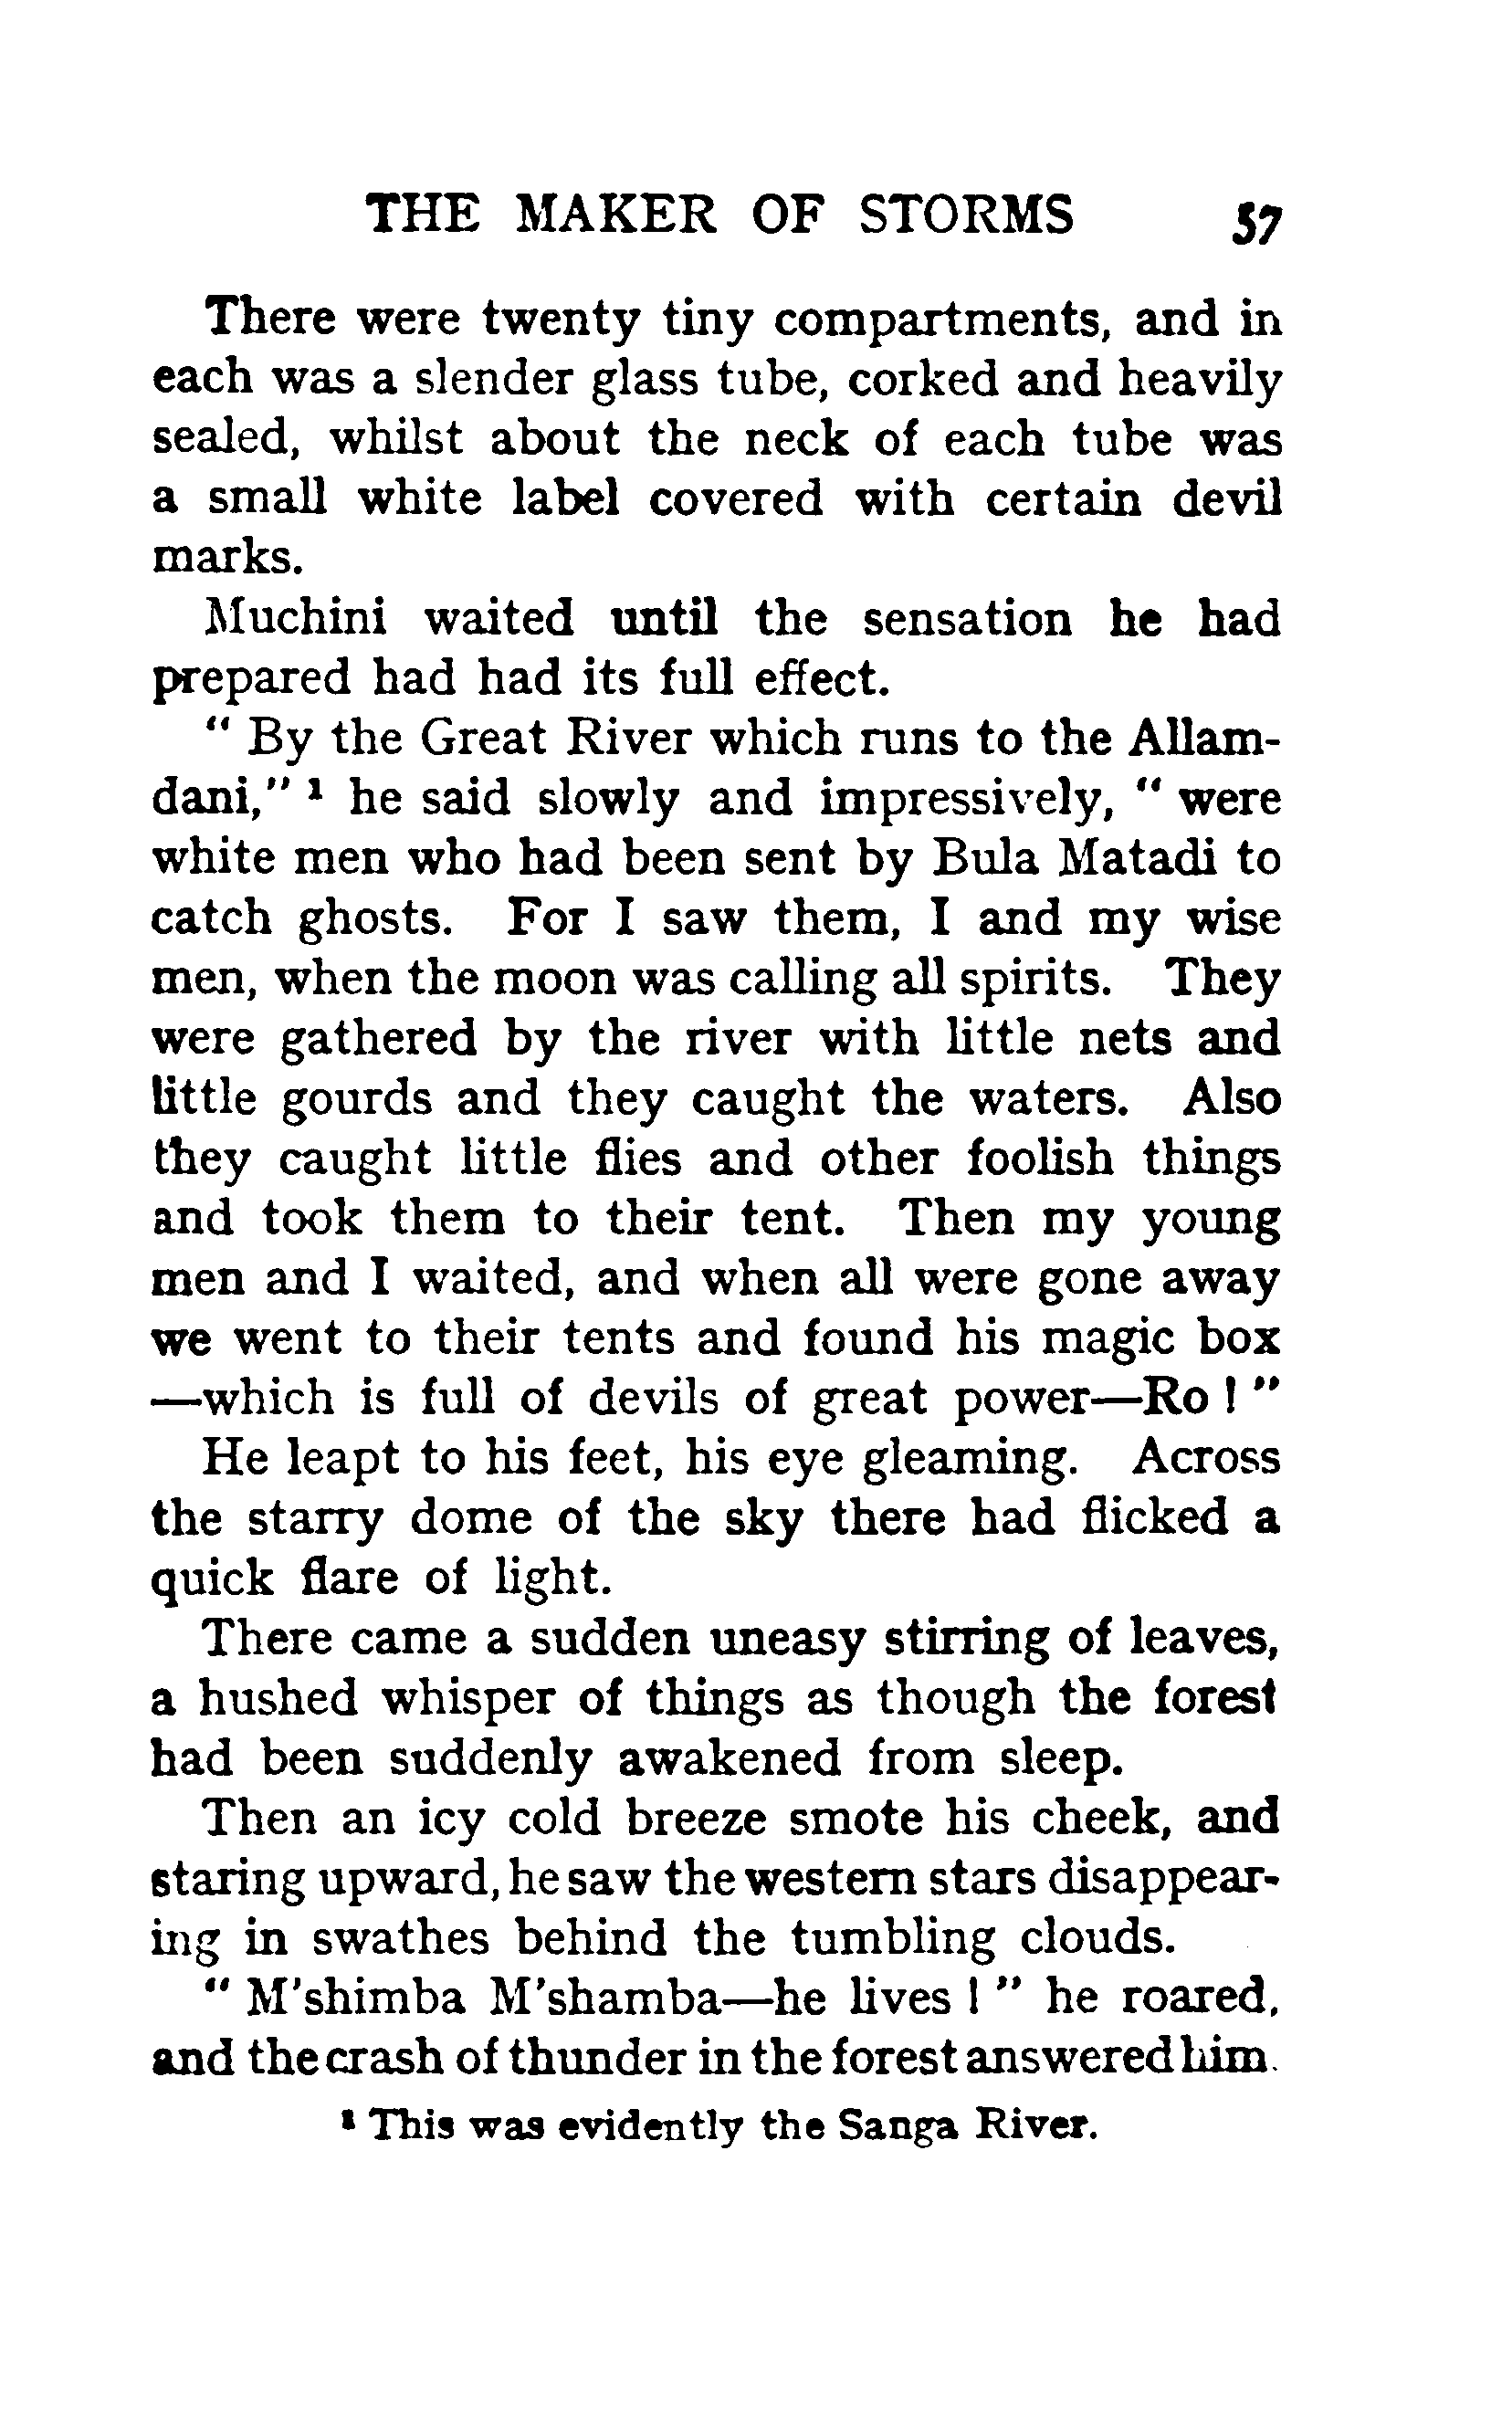 THE MAKER OF STORMS 57
There were twenty tiny compartments, and in
each was a slender glass tube, corked and heavily
sealed, whilst about the neck of each tube was
a small white label covered with certain devil
marks.
Muchini waited until the sensation he had
prepared had had its full effect.
" By the Great River which runs to the Allam-
dani," ¹ he said slowly and impressively, " were
white men who had been sent by Bula Matadi to
catch ghosts. For I saw them, I and my wise
men, when the moon was calling all spirits. They
were gathered by the river with little nets and
little gourds and they caught the waters. Also
they caught little flies and other foolish things
and took them to their tent. Then my young
men and I waited, and when all were gone away
we went to their tents and found his magic box
—which is full of devils of great power—Ro ! "
He leapt to his feet, his eye gleaming. Across
the starry dome of the sky there had flicked a
quick flare of light.
There came a sudden uneasy stirring of leaves,
a hushed whisper of things as though the forest
had been suddenly awakened from sleep.
Then an icy cold breeze smote his cheek, and
staring upward, he saw the western stars disappear-
ing in swathes behind the tumbling clouds.
" M'shimba M'shamba—he lives ! " he roared,
and the crash of thunder in the forest answered him.
¹ This was evidently the Sanga River.